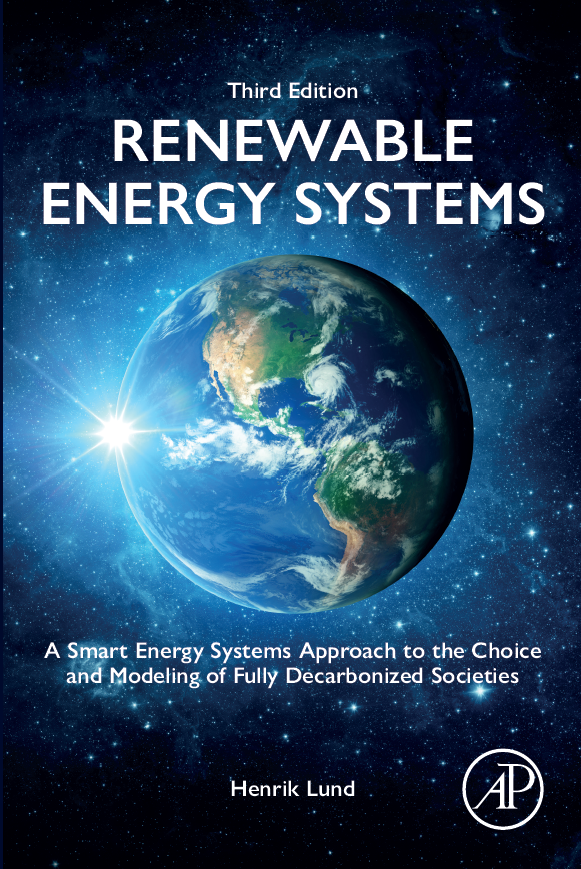 Third Edition
RENEWABLE
ENERGY SYSTEMS
A Smart Energy Systems Approach to the Choice
and Modeling of Fully Decarbonized Societies
Henrik Lund
AP